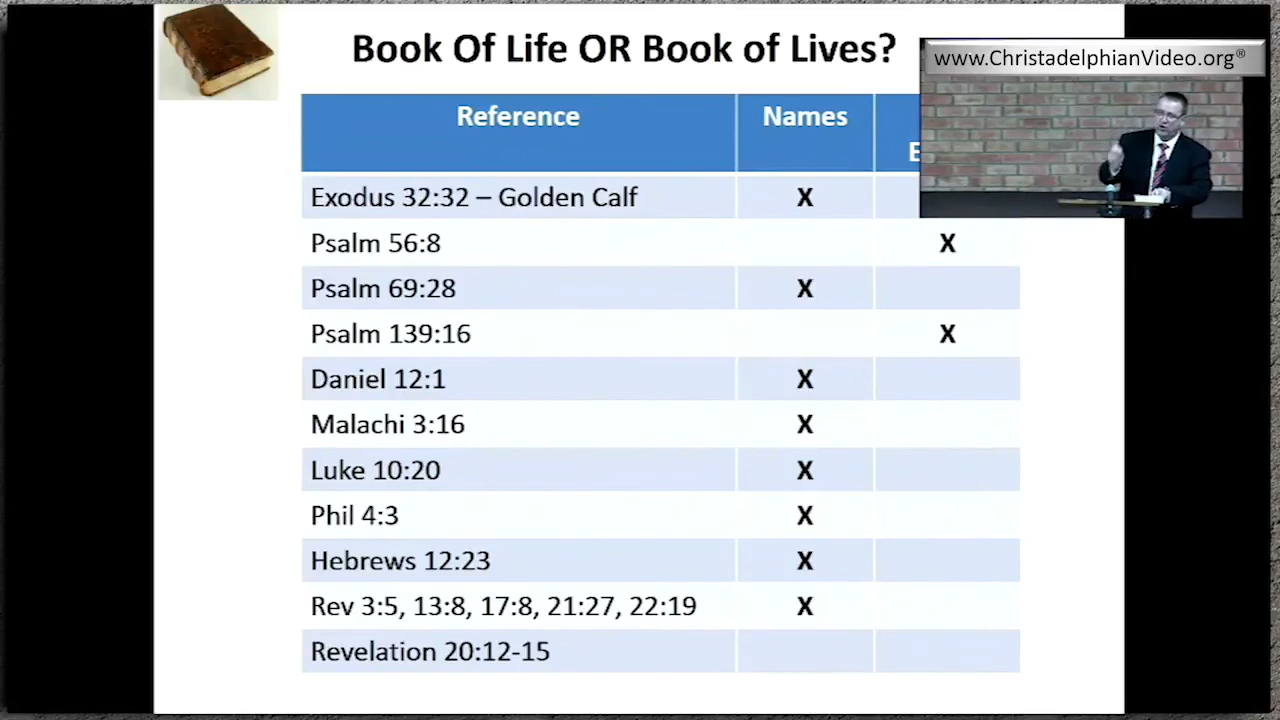 Book Of Life OR Book of Lives?
www.ChristadelphianVideo.org®
Reference Names
Exodus 32:32 – Golden Calf X
Psalm 56:8 X
Psalm 69:28 X
Psalm 139:16 X
Daniel 12:1 X
Malachi 3:16 X
Luke 10:20 X
Phil 4:3 X
Hebrews 12:23 X
Rev 3:5, 13:8, 17:8, 21:27, 22:19 X
Revelation 20:12-15